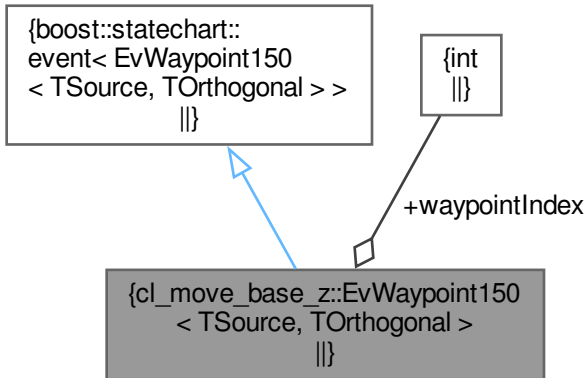 {boost::statechart::
event< EvWaypoint150
< TSource, TOrthogonal > >
||}
{int
||}
+waypointIndex
{cl_move_base_z::EvWaypoint150
< TSource, TOrthogonal >
||}